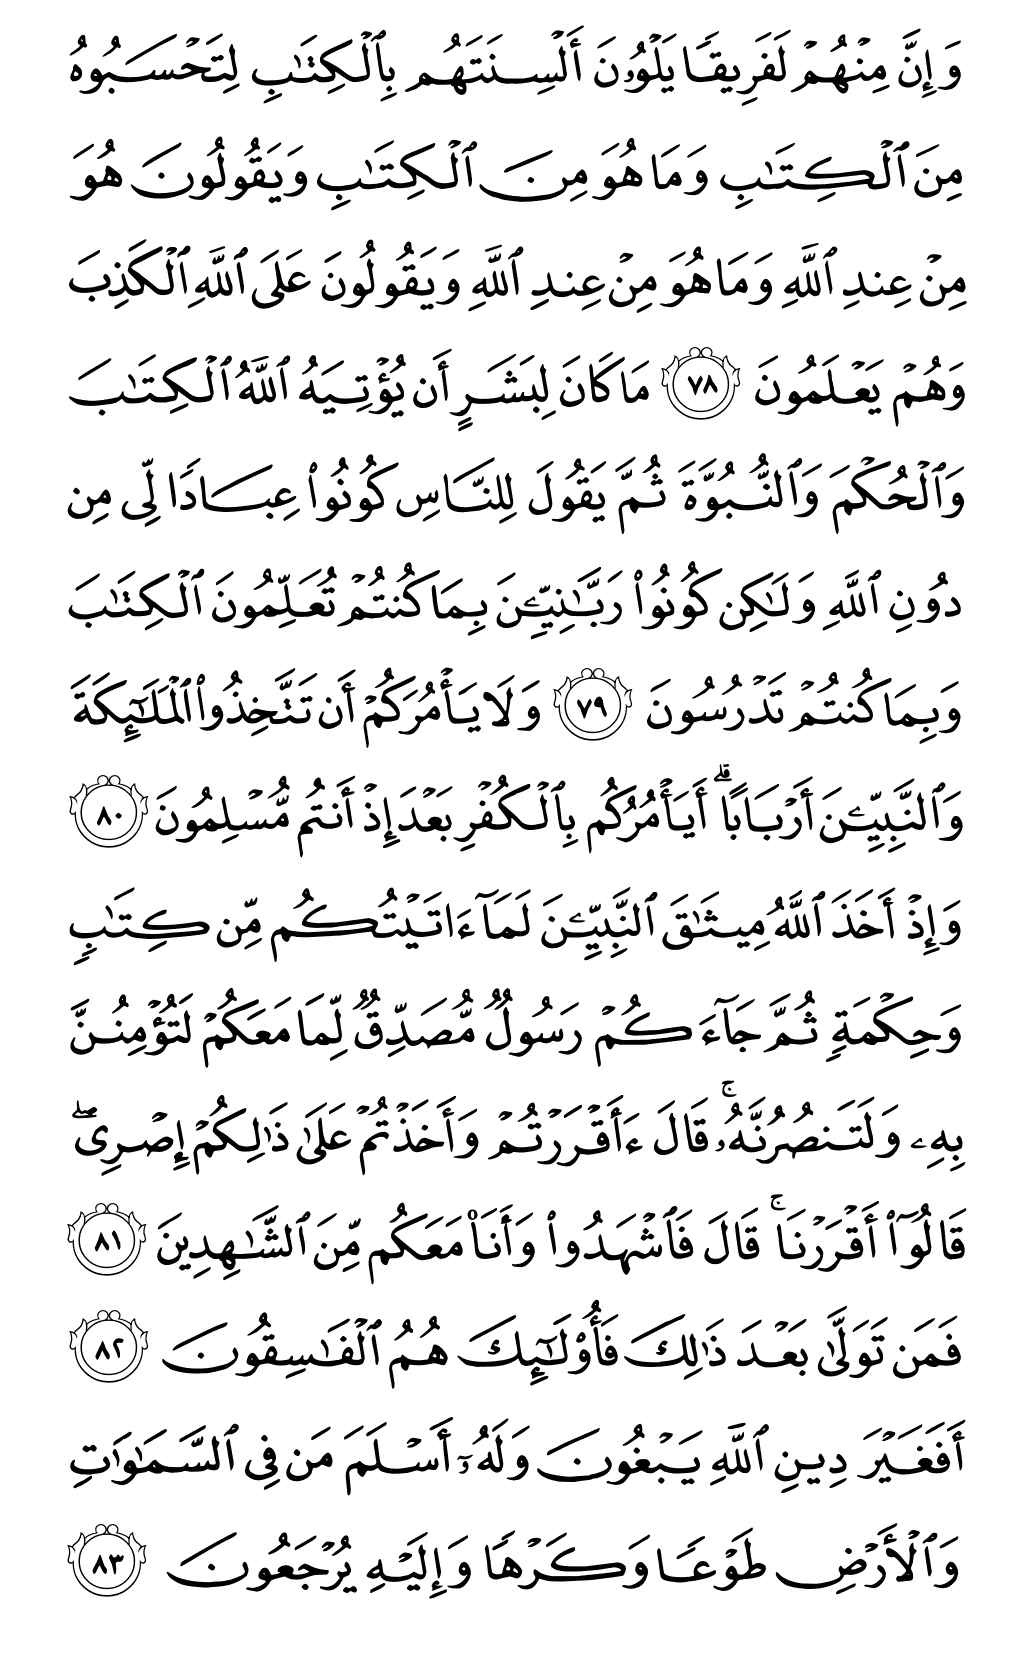 وَإِنَّ مِنْهُمْ لَفَرِيقًا يَلْوُۥنَ أَلْسِنَتَهُم بِٱلْكِتَٰبِ لِتَحْسَبُوهُ
مِنَ ٱلْكِتَٰبِ وَمَا هُوَ مِنَ ٱلْكِتَٰبِ وَيَقُولُونَ هُوَ
مِنْ عِندِ ٱللَّهِ وَمَا هُوَ مِنْ عِندِ ٱللَّهِ وَيَقُولُونَ عَلَى ٱللَّهِ ٱلْكَذِبَ
وَهُمْ يَعْلَمُونَ ٧٨ مَا كَانَ لِبَشَرٍ أَن يُؤْتِيَهُ ٱللَّهُ ٱلْكِتَٰبَ
وَٱلْحُكْمَ وَٱلنُّبُوَّةَ ثُمَّ يَقُولَ لِلنَّاسِ كُونُوا۟ عِبَادًا لِّى مِن
دُونِ ٱللَّهِ وَلَٰكِن كُونُوا۟ رَبَّٰنِيِّۦنَ بِمَا كُنتُمْ تُعَلِّمُونَ ٱلْكِتَٰبَ
وَبِمَا كُنتُمْ تَدْرُسُونَ ٧٩ وَلَا يَأْمُرَكُمْ أَن تَتَّخِذُوا۟ ٱلْمَلَٰٓئِكَةَ
وَٱلنَّبِيِّۦنَ أَرْبَابًا ۗ أَيَأْمُرُكُم بِٱلْكُفْرِ بَعْدَ إِذْ أَنتُم مُّسْلِمُونَ ٨٠
وَإِذْ أَخَذَ ٱللَّهُ مِيثَٰقَ ٱلنَّبِيِّۦنَ لَمَآ ءَاتَيْتُكُم مِّن كِتَٰبٍ
وَحِكْمَةٍ ثُمَّ جَآءَكُمْ رَسُولٌ مُّصَدِّقٌ لِّمَا مَعَكُمْ لَتُؤْمِنُنَّ
بِهِۦ وَلَتَنصُرُنَّهُۥ ۚ قَالَ ءَأَقْرَرْتُمْ وَأَخَذْتُمْ عَلَىٰ ذَٰلِكُمْ إِصْرِى ۖ
قَالُوٓا۟ أَقْرَرْنَا ۚ قَالَ فَٱشْهَدُوا۟ وَأَنَا۠ مَعَكُم مِّنَ ٱلشَّٰهِدِينَ ٨١
فَمَن تَوَلَّىٰ بَعْدَ ذَٰلِكَ فَأُو۟لَٰٓئِكَ هُمُ ٱلْفَٰسِقُونَ ٨٢
أَفَغَيْرَ دِينِ ٱللَّهِ يَبْغُونَ وَلَهُۥٓ أَسْلَمَ مَن فِى ٱلسَّمَٰوَٰتِ
وَٱلْأَرْضِ طَوْعًا وَكَرْهًا وَإِلَيْهِ يُرْجَعُونَ ٨٣